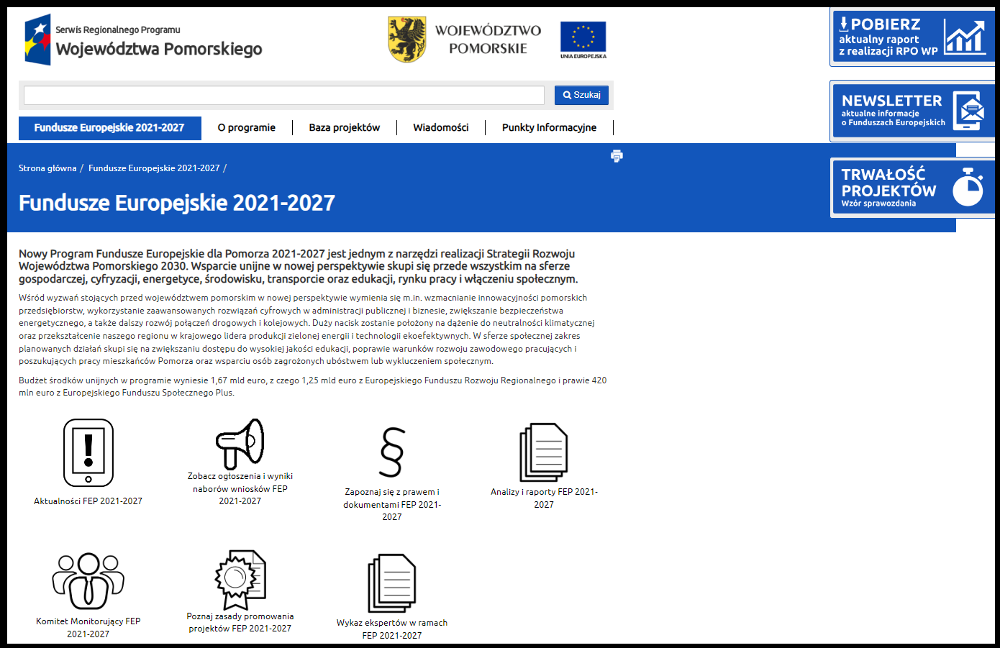 Serwis Regionalnego Programu
Województwa Pomorskiego
WOJEWÓDZTWO
POMORSKIE
UNIA EUROPEJSKA
POBIERZ
aktualny raport
z realizacji RPO WP
Szukaj
NEWSLETTER
aktualne informacje
o Funduszach Europejskich
Fundusze Europejskie 2021-2027
O programie
Baza projektów
Wiadomości
Punkty Informacyjne
Strona główna / Fundusze Europejskie 2021-2027 /
TRWAŁOŚĆ
PROJEKTÓW
Wzór sprawozdania
Fundusze Europejskie 2021-2027
Nowy Program Fundusze Europejskie dla Pomorza 2021-2027 jest jednym z narzędzi realizacji Strategii Rozwoju
Województwa Pomorskiego 2030. Wsparcie unijne w nowej perspektywie skupi się przede wszystkim na sferze
gospodarczej, cyfryzacji, energetyce, środowisku, transporcie oraz edukacji, rynku pracy i włączeniu społecznym.
Wśród wyzwań stojących przed województwem pomorskim w nowej perspektywie wymienia się m.in. wzmacnianie innowacyjności pomorskich
przedsiębiorstw, wykorzystanie zaawansowanych rozwiązań cyfrowych w administracji publicznej i biznesie, zwiększanie bezpieczeństwa
energetycznego, a także dalszy rozwój połączeń drogowych i kolejowych. Duży nacisk zostanie położony na dążenie do neutralności klimatycznej
oraz przekształcenie naszego regionu w krajowego lidera produkcji zielonej energii i technologii ekoefektywnych. W sferze społecznej zakres
planowanych działań skupi się na zwiększaniu dostępu do wysokiej jakości edukacji, poprawie warunków rozwoju zawodowego pracujących i
poszukujących pracy mieszkańców Pomorza oraz wsparciu osób zagrożonych ubóstwem lub wykluczeniem społecznym.
Budżet środków unijnych w programie wyniesie 1,67 mld euro, z czego 1,25 mld euro z Europejskiego Funduszu Rozwoju Regionalnego i prawie 420
mln euro z Europejskiego Funduszu Społecznego Plus.
Aktualności FEP 2021-2027
Zobacz ogłoszenia i wyniki
naborów wniosków FEP
2021-2027
Zapoznaj się z prawem i
dokumentami FEP 2021-
2027
Analizy i raporty FEP 2021-
2027
Komitet Monitorujący FEP
2021-2027
Poznaj zasady promowania
projektów FEP 2021-2027
Wykaz ekspertów w ramach
FEP 2021-2027